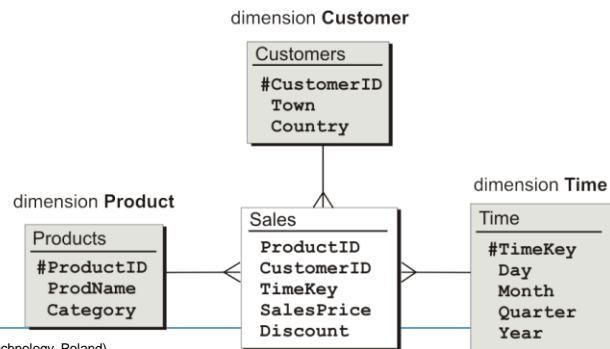 dimension Customer
Customers
#CustomerID
Town
Country
dimension Product
Products
#ProductID
ProdName
Category
Sales
ProductID
CustomerID
TimeKey
SalesPrice
Discount
dimension Time
Time
#TimeKey
Day
Month
Quarter
Year
Poland)